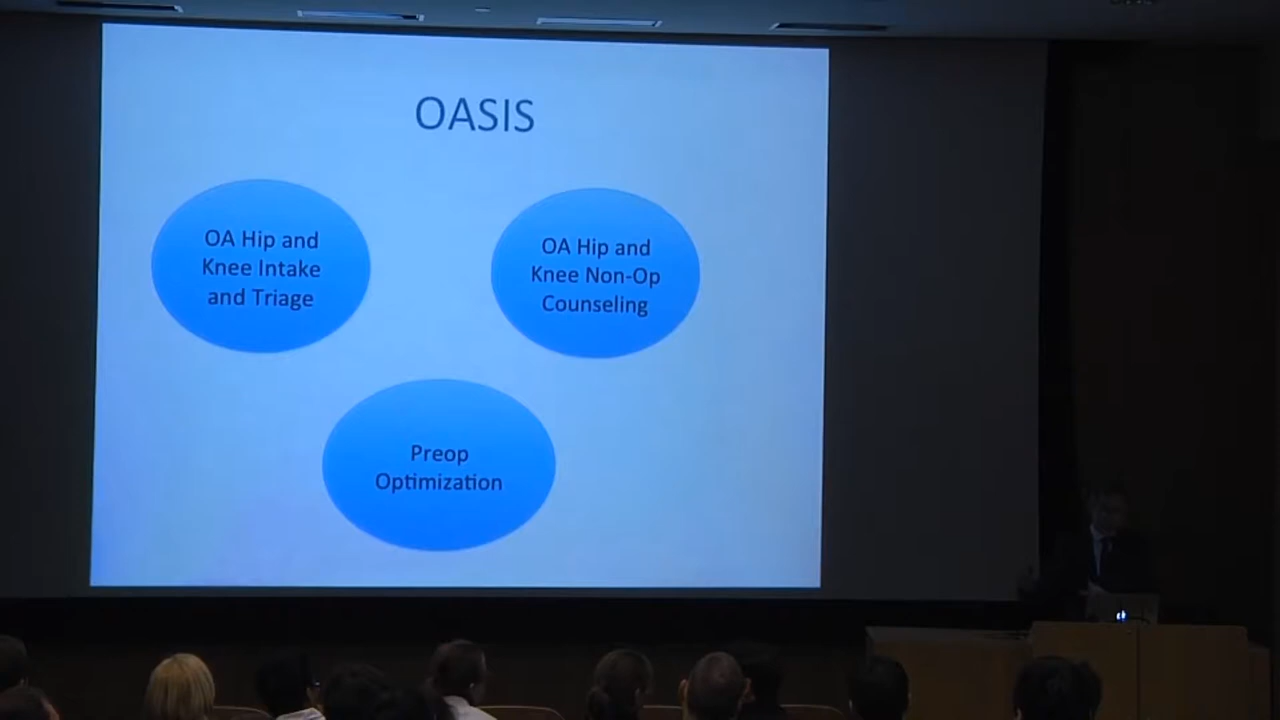 OASIS
OA Hip and
Knee Intake
and Triage
OA Hip and
Knee Non-Op
Counseling
Preop
Optimization